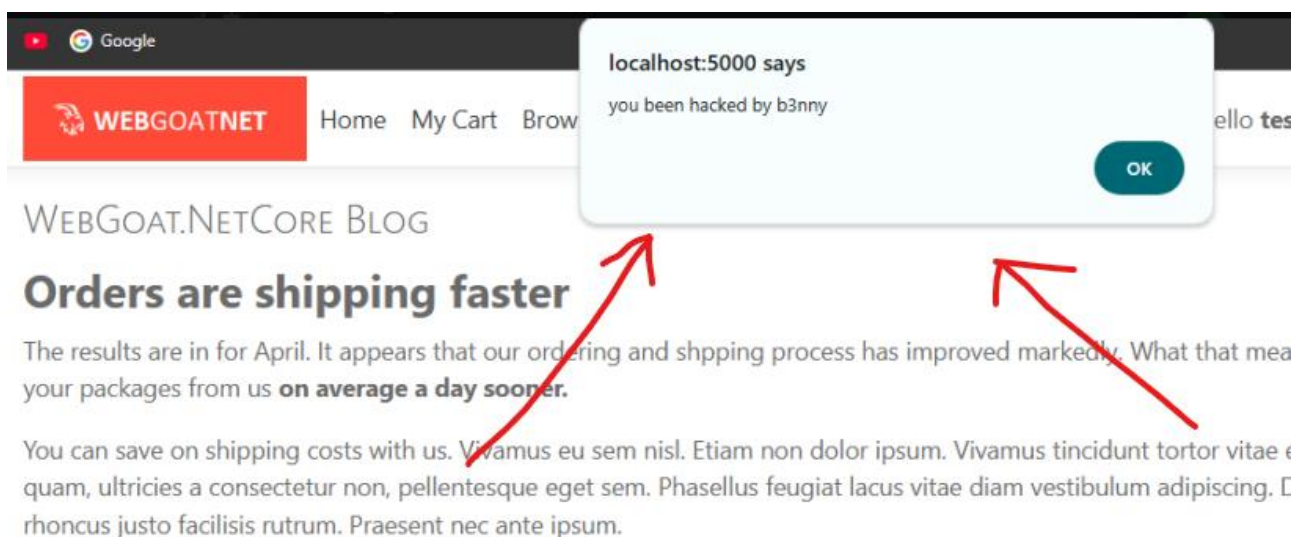 Google
localhost:5000 says
you been hacked by b3nny
OK
WEBGOATNET Home My Cart Brow ello tes
WEBGOAT.NETCORE BLOG
Orders are shipping faster
The results are in for April. It appears that our ordering and shpping process has improved markedly. What that mea
your packages from us on average a day sooner.
You can save on shipping costs with us. Vivamus eu sem nisl. Etiam non dolor ipsum. Vivamus tincidunt tortor vitae e
quam, ultricies a consectetur non, pellentesque eget sem. Phasellus feugiat lacus vitae diam vestibulum adipiscing. D
rhoncus justo facilisis rutrum. Praesent nec ante ipsum.